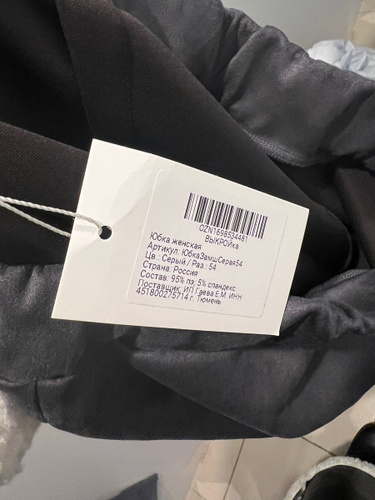 OZN1698534481
ВЫКРОЙка
Юбка женская
Артикул: ЮбкаЗамшСерая54
Цв.: Серый / Раз.: 54
Страна: Россия
Состав: 95% пэ, 5% спандекс
Поставщик: ИП Гаева Е.М. ИНН
451800275714 г. Тюмень